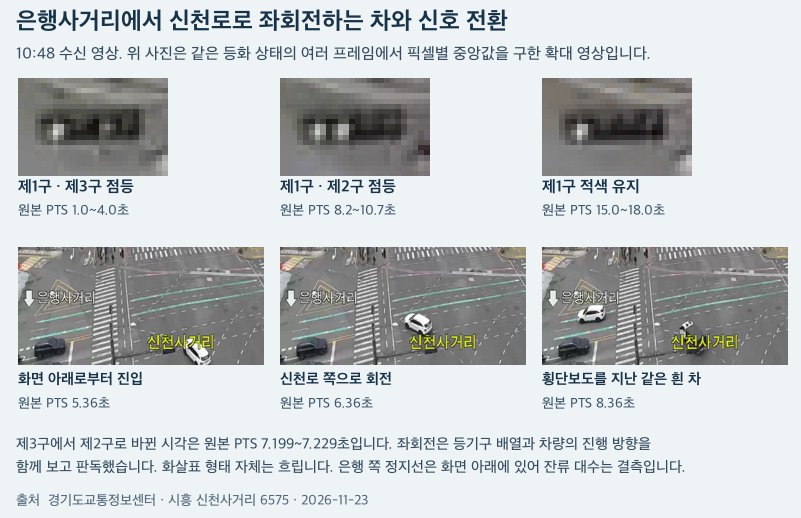 은행사거리에서 신천로로 좌회전하는 차와 신호 전환
10:48 수신 영상. 위 사진은 같은 등화 상태의 여러 프레임에서 픽셀별 중앙값을 구한 확대 영상입니다.
제1구 · 제3구 점등
제1구 · 제2구 점등
제1구 적색 유지
원본 PTS 1.0~4.0초
원본 PTS 8.2~10.7초
원본 PTS 15.0~18.0초
은행사거리
신천사거리
은행사거리
신천사거리
은행사거리
신천사거리
화면 아래로부터 진입
신천로 쪽으로 회전
횡단보도를 지난 같은 흰 차
원본 PTS 5.36초
원본 PTS 6.36초
원본 PTS 8.36초
제3구에서 제2구로 바뀐 시각은 원본 PTS 7.199~7.229초입니다. 좌회전은 등기구 배열과 차량의 진행 방향을
함께 보고 판독했습니다. 화살표 형태 자체는 흐립니다. 은행 쪽 정지선은 화면 아래에 있어 잔류 대수는 결측입니다.
출처 경기도교통정보센터 · 시흥 신천사거리 6575 · 2026-11-23